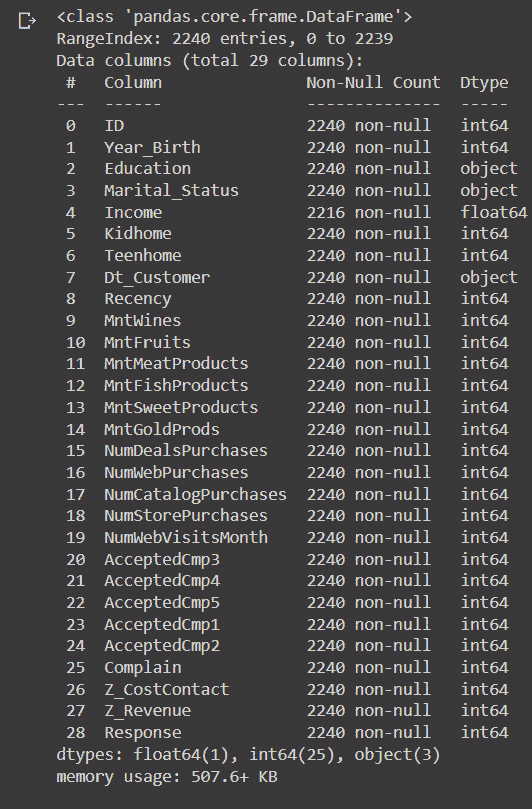 <class 'pandas.core.frame.DataFrame'>
RangeIndex: 2240 entries, 0 to 2239
Data columns (total 29 columns):
 #   Column               Non-Null Count  Dtype
---  ------               --------------  -----
 0   ID                   2240 non-null   int64
 1   Year_Birth           2240 non-null   int64
 2   Education            2240 non-null   object
 3   Marital_Status       2240 non-null   object
 4   Income               2216 non-null   float64
 5   Kidhome              2240 non-null   int64
 6   Teenhome             2240 non-null   int64
 7   Dt_Customer          2240 non-null   object
 8   Recency              2240 non-null   int64
 9   MntWines             2240 non-null   int64
 10  MntFruits            2240 non-null   int64
 11  MntMeatProducts      2240 non-null   int64
 12  MntFishProducts      2240 non-null   int64
 13  MntSweetProducts     2240 non-null   int64
 14  MntGoldProds         2240 non-null   int64
 15  NumDealsPurchases    2240 non-null   int64
 16  NumWebPurchases      2240 non-null   int64
 17  NumCatalogPurchases  2240 non-null   int64
 18  NumStorePurchases    2240 non-null   int64
 19  NumWebVisitsMonth    2240 non-null   int64
 20  AcceptedCmp3         2240 non-null   int64
 21  AcceptedCmp4         2240 non-null   int64
 22  AcceptedCmp5         2240 non-null   int64
 23  AcceptedCmp1         2240 non-null   int64
 24  AcceptedCmp2         2240 non-null   int64
 25  Complain             2240 non-null   int64
 26  Z_CostContact        2240 non-null   int64
 27  Z_Revenue            2240 non-null   int64
 28  Response             2240 non-null   int64
dtypes: float64(1), int64(25), object(3)
memory usage: 507.6+ KB